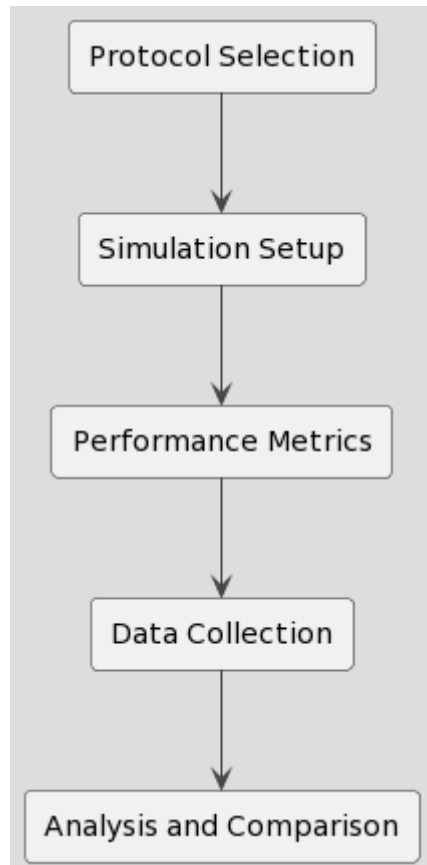 Protocol Selection
Simulation Setup
Performance Metrics
Data Collection
Analysis and Comparison